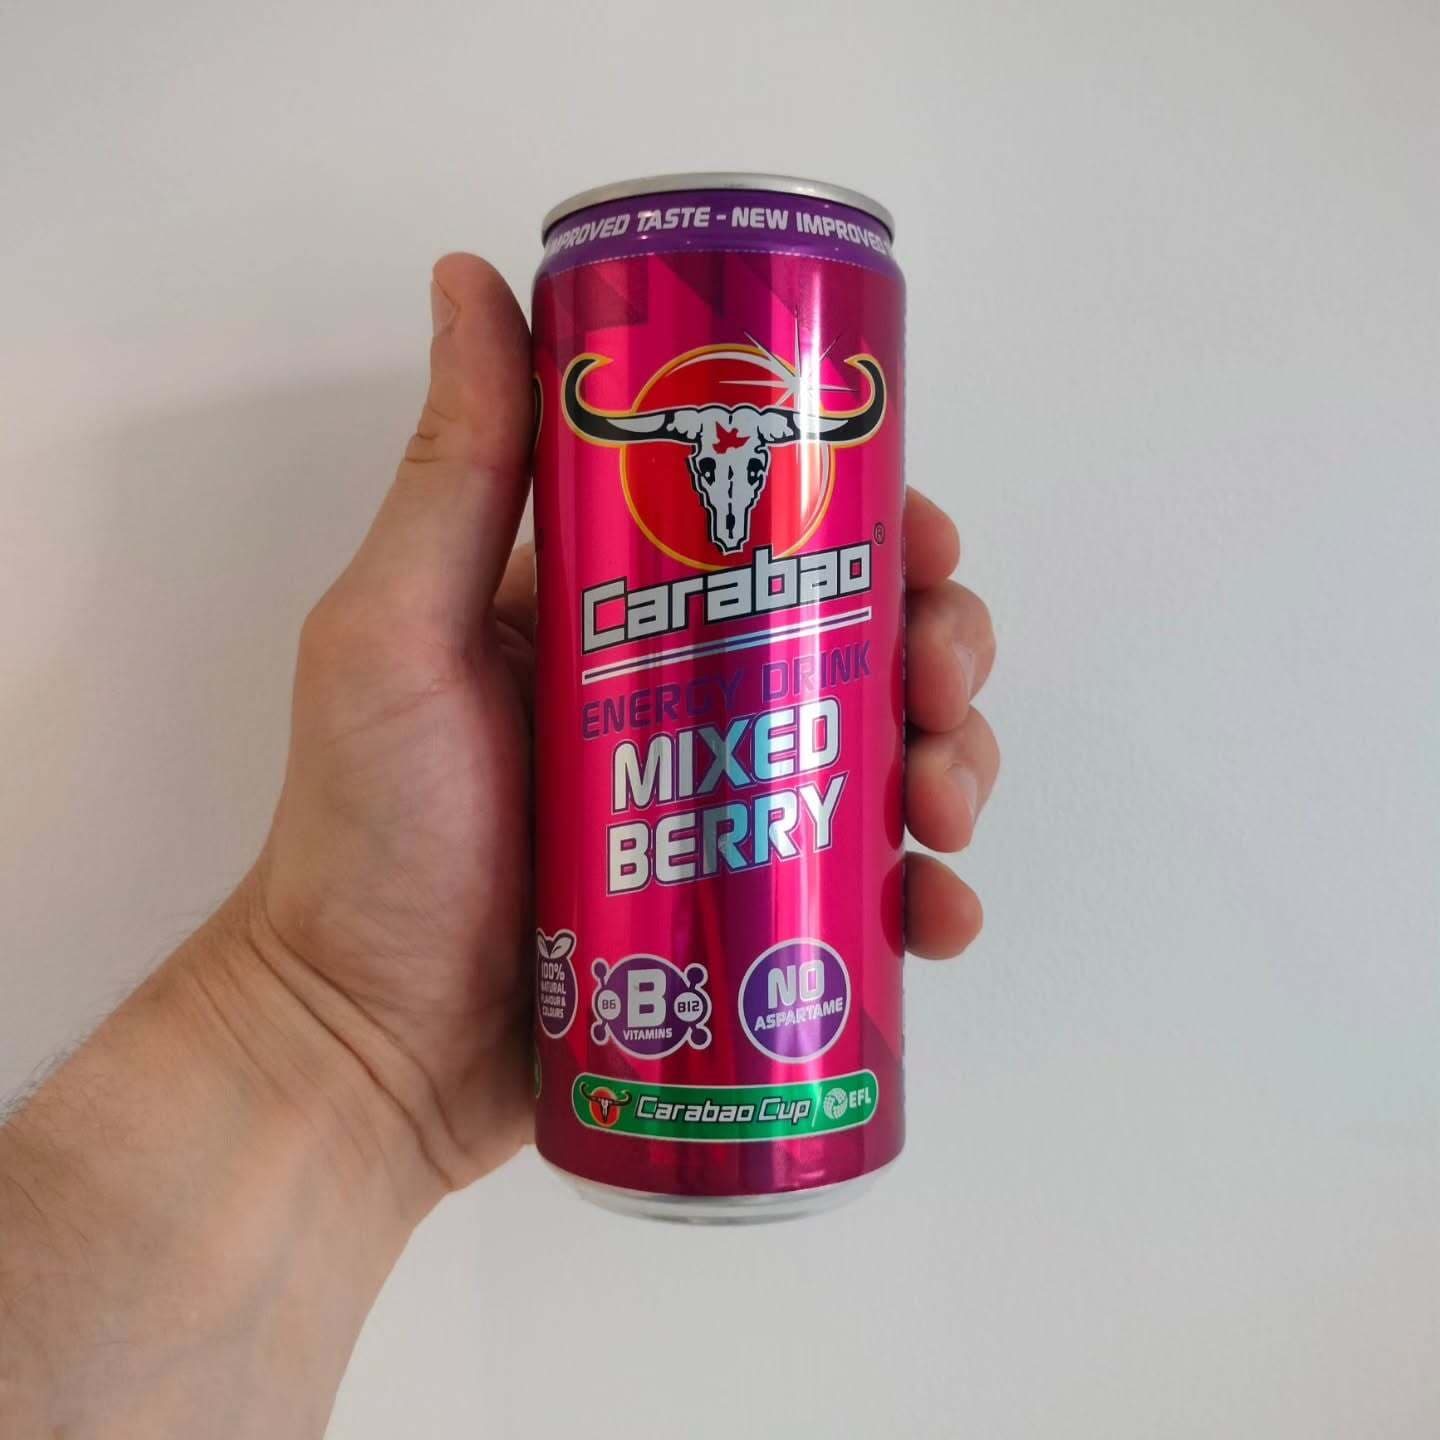 IMPROVED TASTE - NEW IMPROVED
Carabao®
ENERGY DRINK
MIXED
BERRY
100%
NATURAL
FLAVOUR &
COLOURS
B6 B B12
VITAMINS
NO
ASPARTAME
Carabao Cup EFL